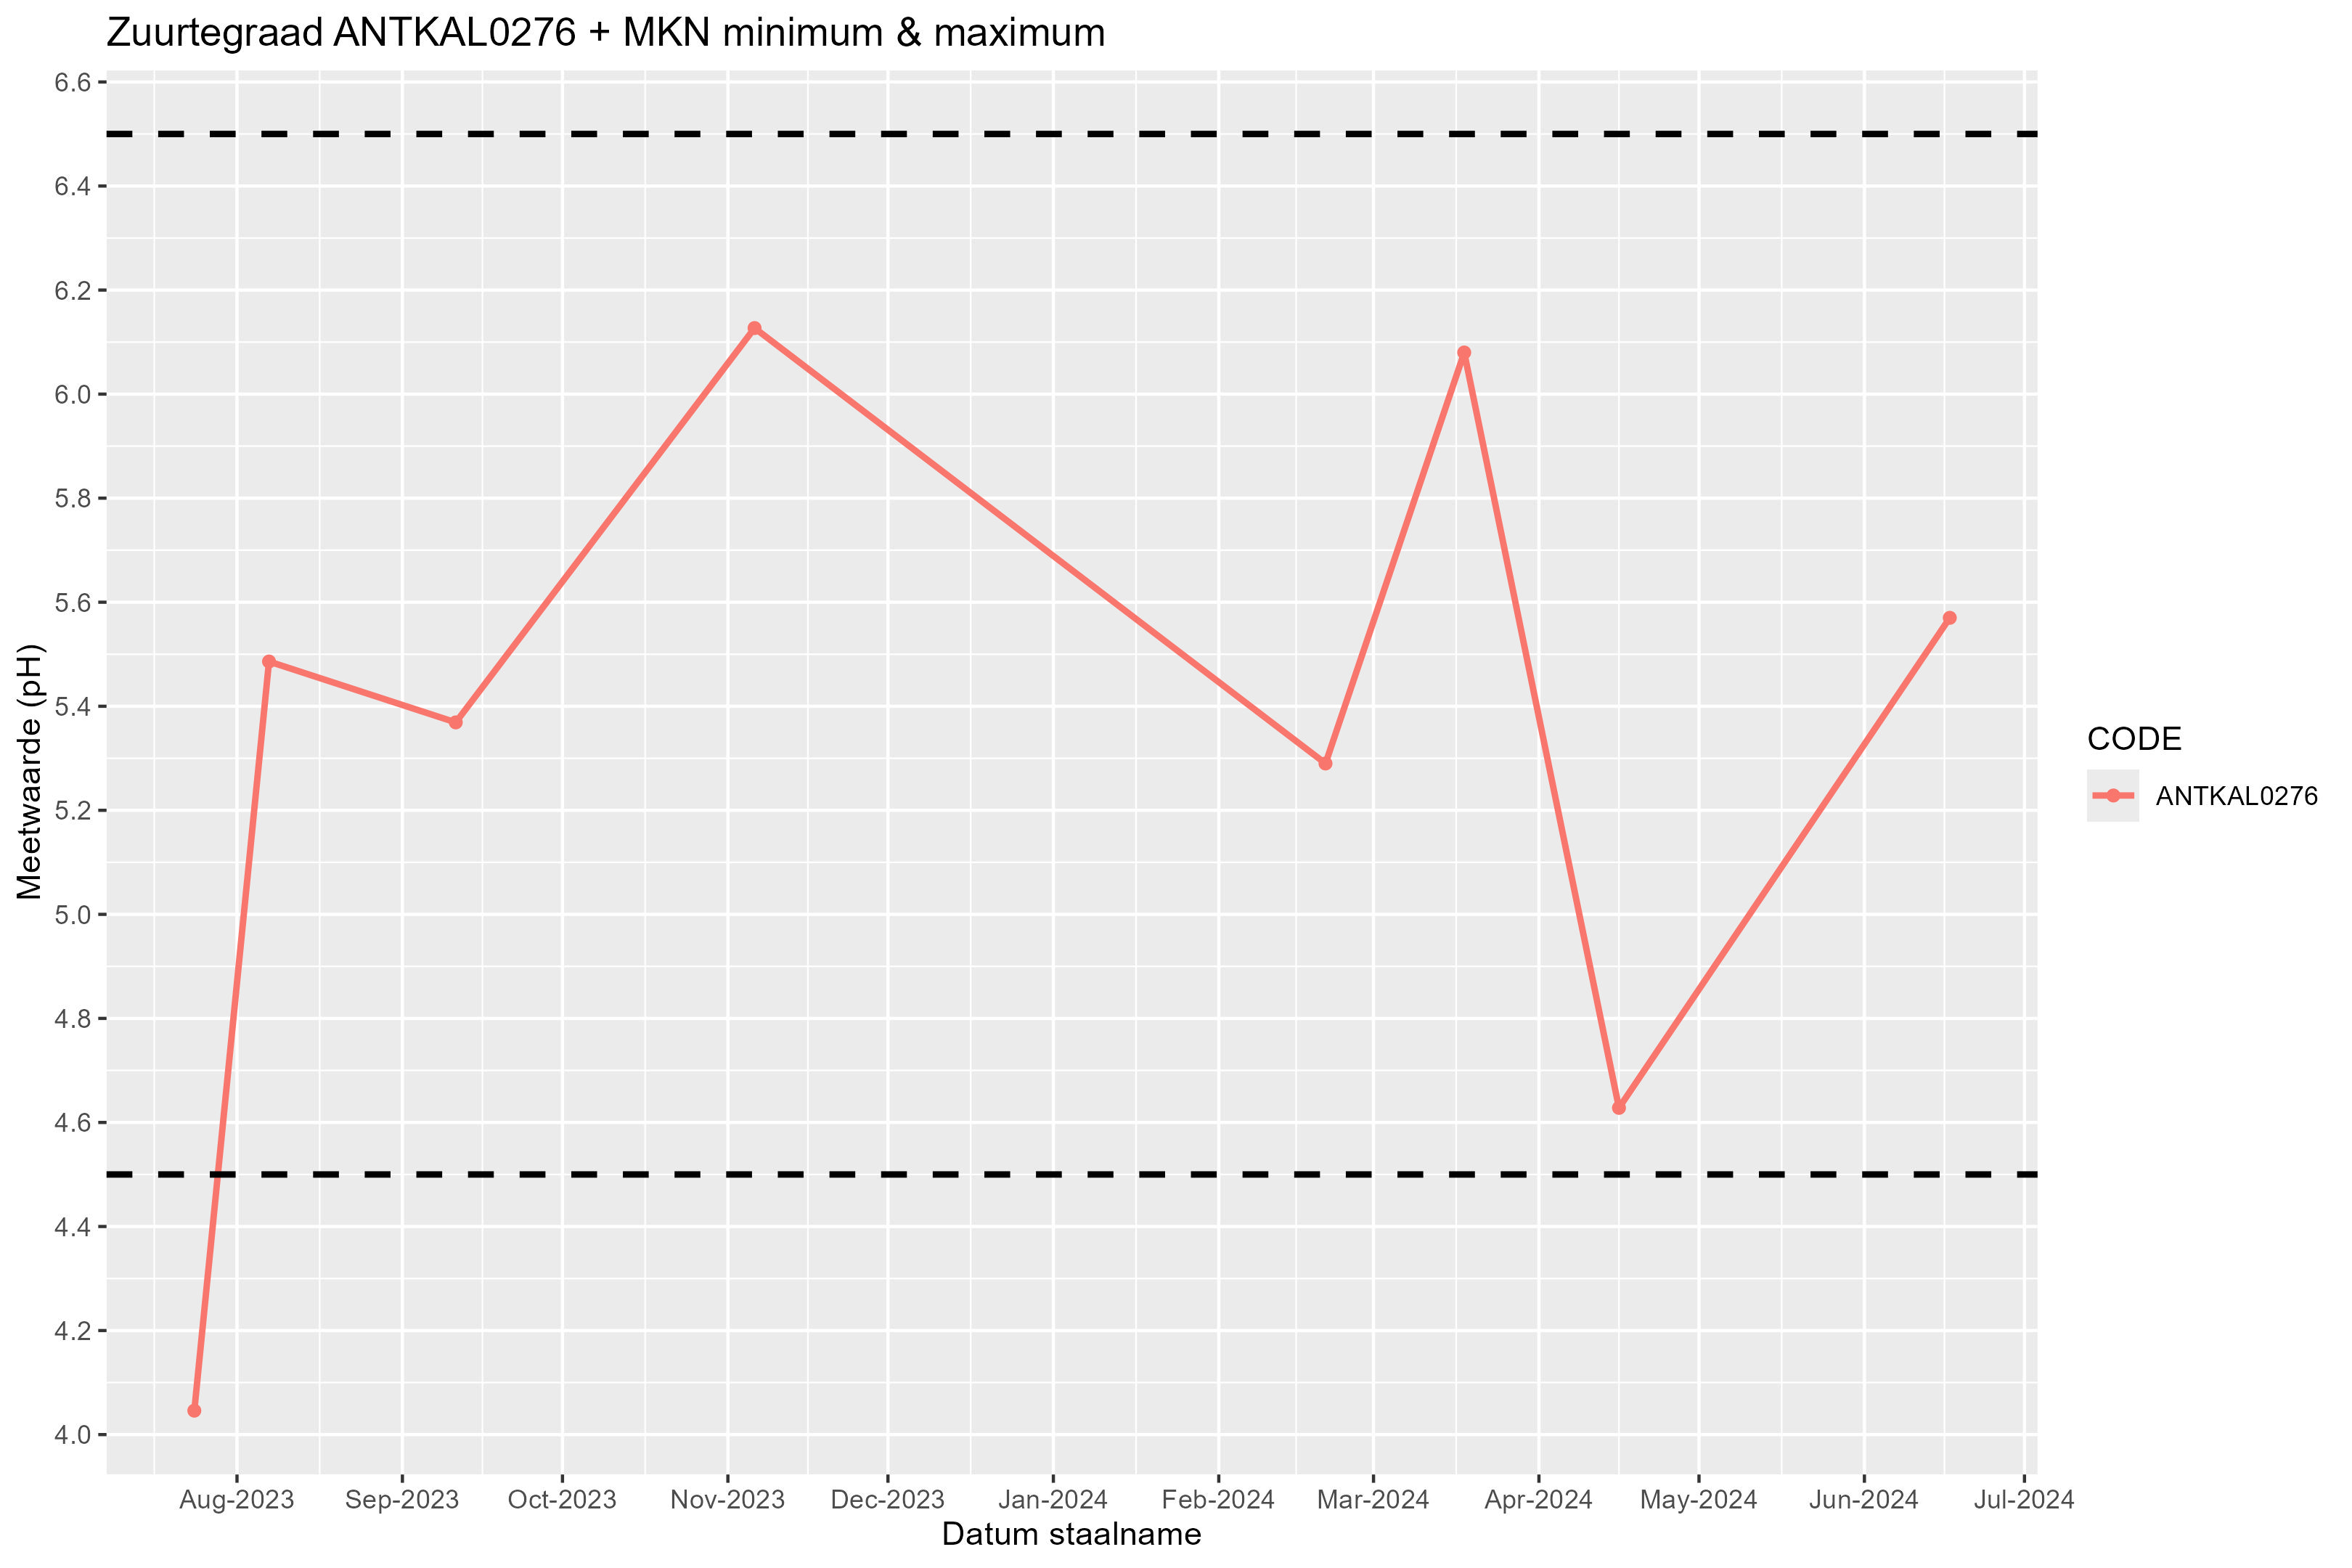 Zuurtegraad ANTKAL0276 + MKN minimum & maximum
6.6
6.4
6.2
6.0
5.8
5.6
5.4
5.2
5.0
4.8
4.6
4.4
4.2
4.0
Meetwaarde (pH)
Aug-2023 Sep-2023 Oct-2023 Nov-2023 Dec-2023 Jan-2024 Feb-2024 Mar-2024 Apr-2024 May-2024 Jun-2024 Jul-2024
Datum staalname
CODE
ANTKAL0276